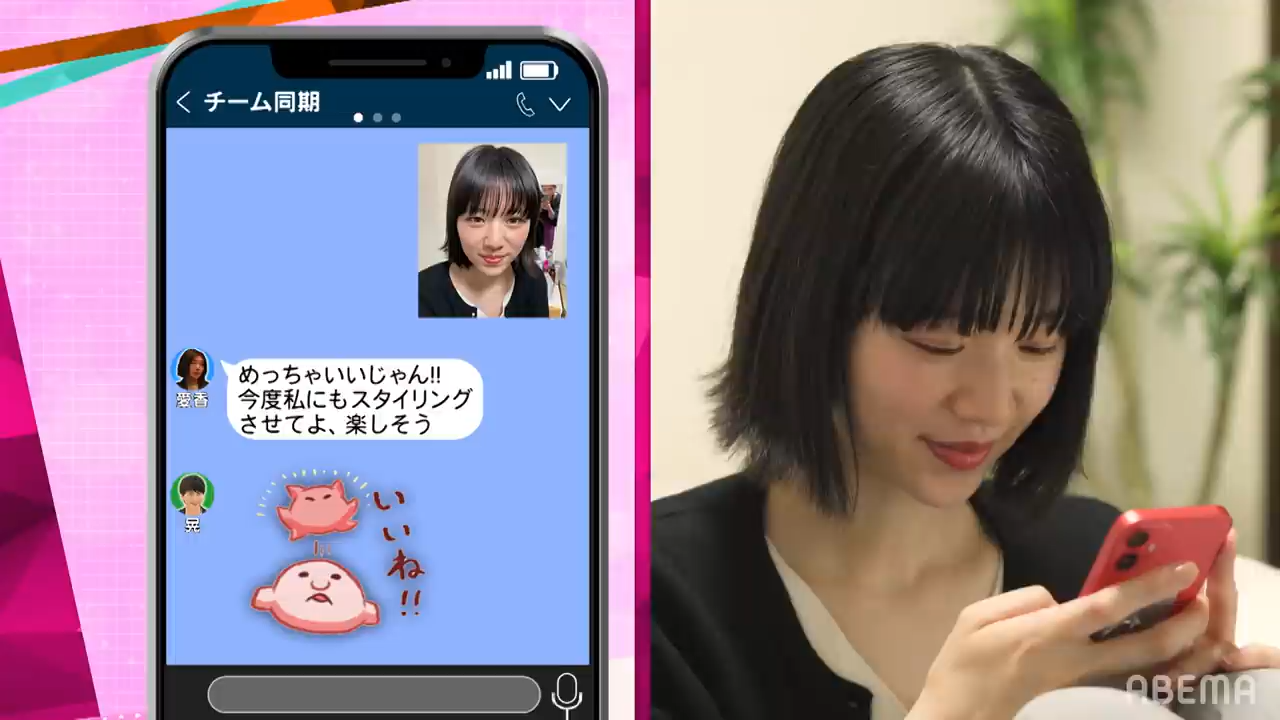 チーム同期
めっちゃいいじゃん!!
今度私にもスタイリング
させてよ、楽しそう
愛香
晃
いいね!!
ABEMA